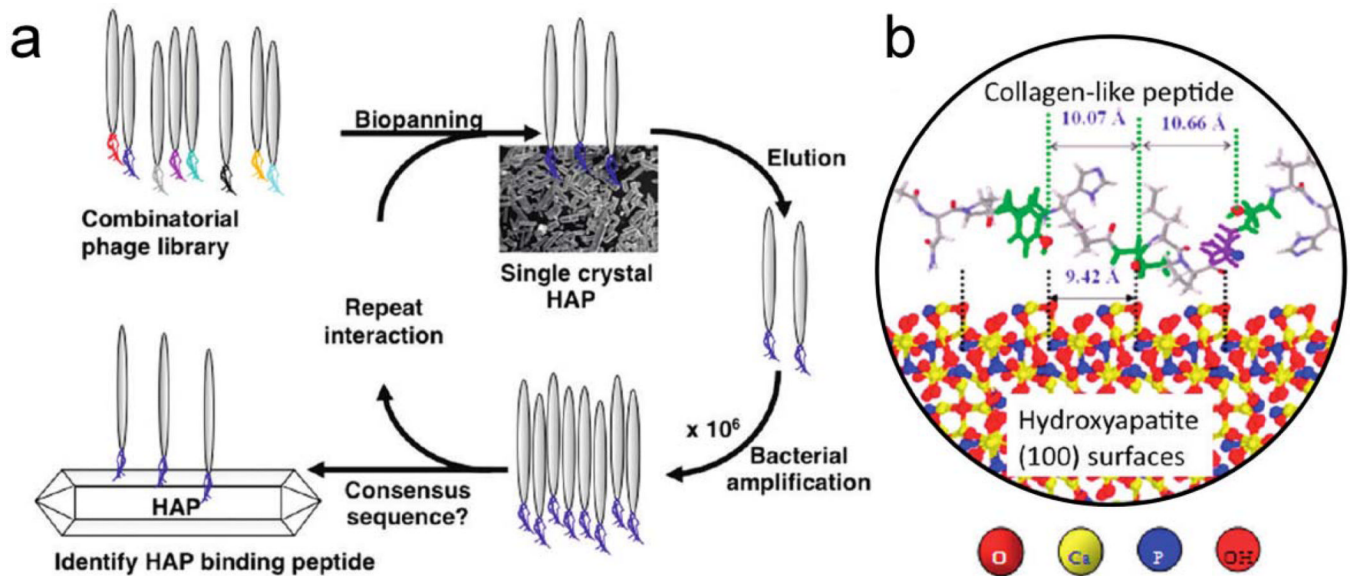 a
Combinatorial
phage library
Biopanning
Single crystal
HAP
Elution
x 10⁶
Bacterial
amplification
Repeat
interaction
Consensus
sequence?
HAP
Identify HAP binding peptide
b
Collagen-like peptide
10.07 Å
10.66 Å
9.42 Å
Hydroxyapatite
(100) surfaces
O
Ca
P
OH